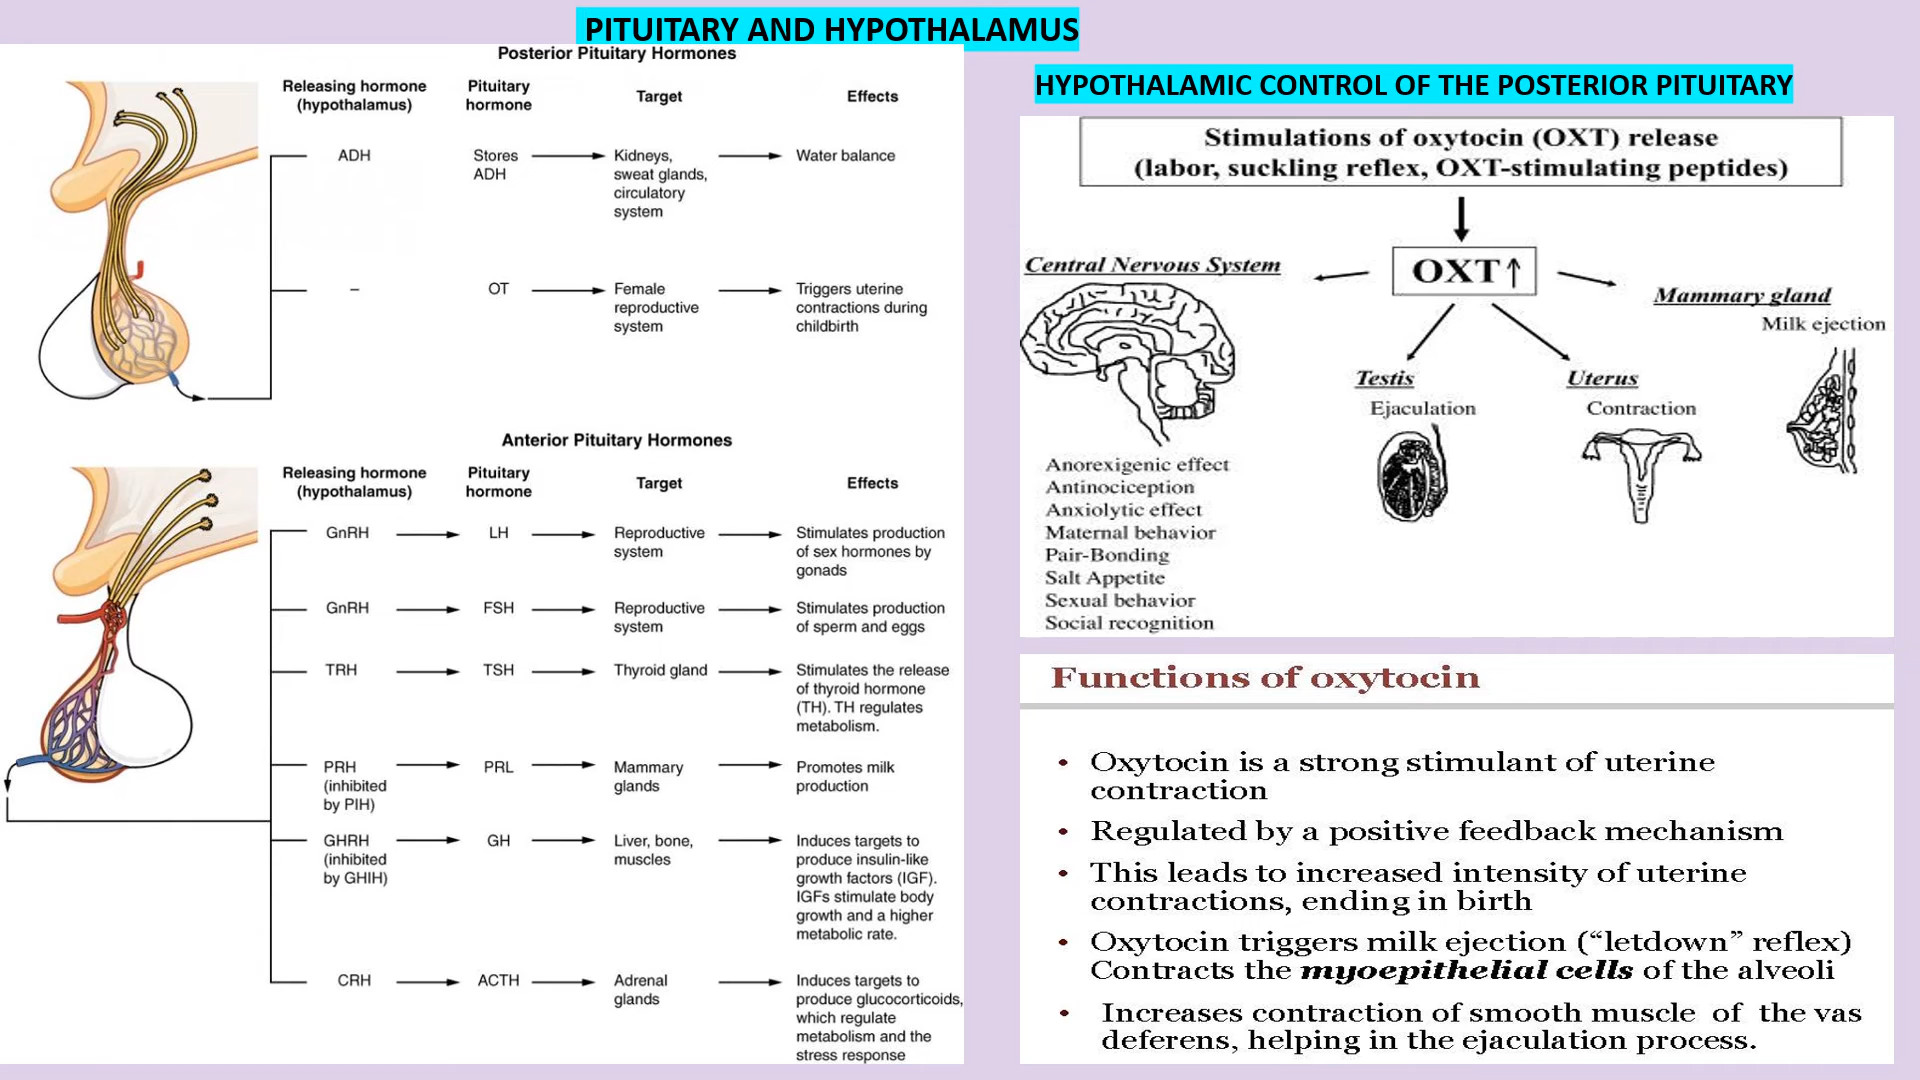 PITUITARY AND HYPOTHALAMUS
Posterior Pituitary Hormones
Releasing hormone
(hypothalamus)
Pituitary
hormone
Target
Effects
ADH
Stores
ADH
Kidneys,
sweat glands,
circulatory
system
Water balance
–
OT
Female
reproductive
system
Triggers uterine
contractions during
childbirth
Anterior Pituitary Hormones
Releasing hormone
(hypothalamus)
Pituitary
hormone
Target
Effects
GnRH
LH
Reproductive
system
Stimulates production
of sex hormones by
gonads
GnRH
FSH
Reproductive
system
Stimulates production
of sperm and eggs
TRH
TSH
Thyroid gland
Stimulates the release
of thyroid hormone
(TH). TH regulates
metabolism.
PRH
(inhibited
by PIH)
PRL
Mammary
glands
Promotes milk
production
GHRH
(inhibited
by GHIH)
GH
Liver, bone,
muscles
Induces targets to
produce insulin-like
growth factors (IGF).
IGFs stimulate body
growth and a higher
metabolic rate.
CRH
ACTH
Adrenal
glands
Induces targets to
produce glucocorticoids,
which regulate
metabolism and the
stress response
HYPOTHALAMIC CONTROL OF THE POSTERIOR PITUITARY
Stimulations of oxytocin (OXT) release
(labor, suckling reflex, OXT-stimulating peptides)
OXT↑
Central Nervous System
Anorexigenic effect
Antinociception
Anxiolytic effect
Maternal behavior
Pair-Bonding
Salt Appetite
Sexual behavior
Social recognition
Testis
Ejaculation
Uterus
Contraction
Mammary gland
Milk ejection
Functions of oxytocin
• Oxytocin is a strong stimulant of uterine
contraction
• Regulated by a positive feedback mechanism
• This leads to increased intensity of uterine
contractions, ending in birth
• Oxytocin triggers milk ejection (“letdown” reflex)
Contracts the myoepithelial cells of the alveoli
• Increases contraction of smooth muscle of the vas
deferens, helping in the ejaculation process.